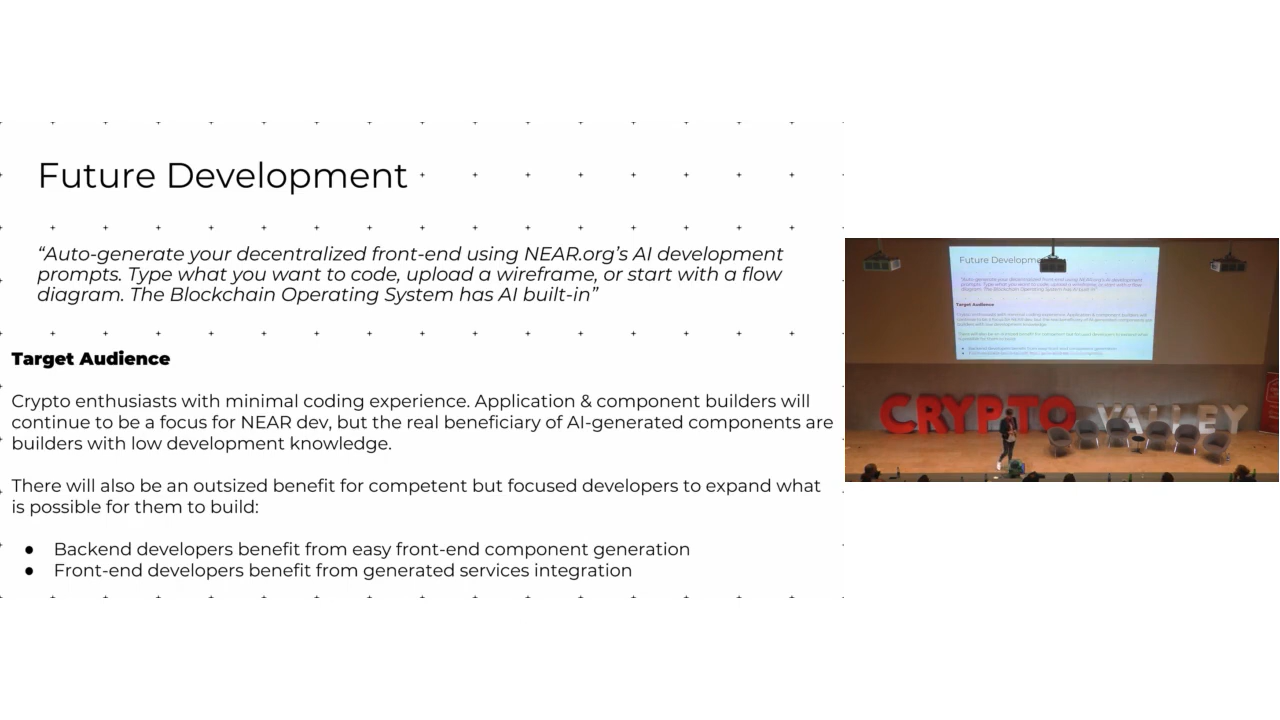 Future Development
“Auto-generate your decentralized front-end using NEAR.org’s AI development
prompts. Type what you want to code, upload a wireframe, or start with a flow
diagram. The Blockchain Operating System has AI built-in”
Target Audience
Crypto enthusiasts with minimal coding experience. Application & component builders will
continue to be a focus for NEAR dev, but the real beneficiary of AI-generated components are
builders with low development knowledge.
There will also be an outsized benefit for competent but focused developers to expand what
is possible for them to build:
● Backend developers benefit from easy front-end component generation
● Front-end developers benefit from generated services integration
Future
Target Audience
CRYPTO VALLEY